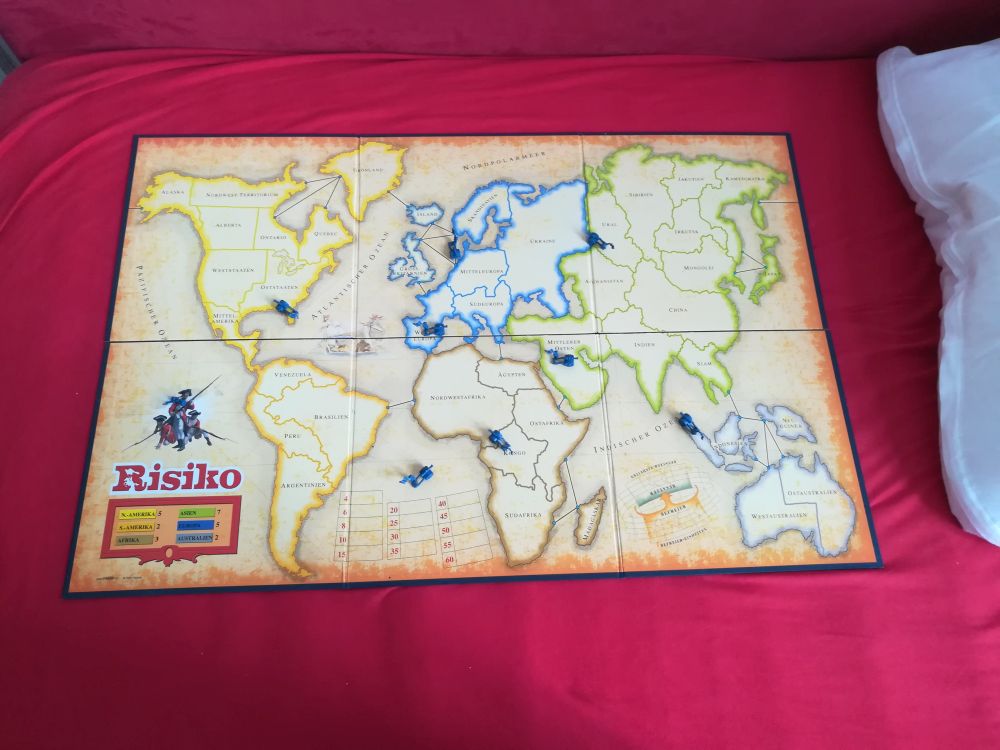 NORDPOLARMEER
ALASKA
NORDWEST-TERRITORIUM
GRÖNLAND
ALBERTA
ONTARIO
QUEBEC
WESTSTAATEN
OSTSTAATEN
MITTEL-
AMERIKA
PAZIFISCHER OZEAN
ATLANTISCHER OZEAN
ISLAND
SKANDINAVIEN
GROSS-
BRITANNIEN
MITTELEUROPA
SÜDEUROPA
UKRAINE
URAL
SIBIRIEN
JAKUTIEN
KAMTSCHATKA
IRKUTSK
MONGOLEI
JAPAN
AFGHANISTAN
CHINA
MITTLERER
OSTEN
INDIEN
SIAM
VENEZUELA
BRASILIEN
PERU
ARGENTINIEN
NORDWESTAFRIKA
ÄGYPTEN
OSTAFRIKA
KONGO
SÜDAFRIKA
MADAGASKAR
INDISCHER OZE
INDONESIEN
NEU-
GUINEA
WESTAUSTRALIEN
OSTAUSTRALIEN
Risiko
N.-AMERIKA 5
ASIEN 7
S.-AMERIKA 2
EUROPA 5
AFRIKA 3
AUSTRALIEN 2
4
6
8
10
15
20
25
30
35
40
45
50
55
60